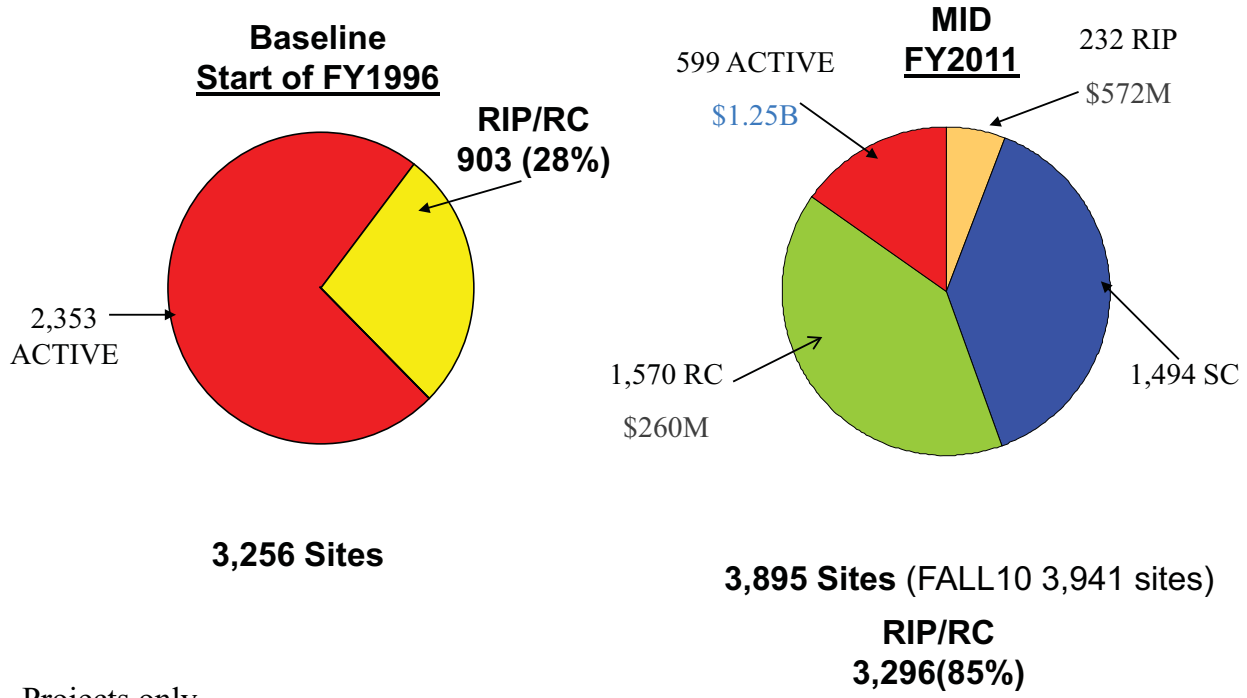 Baseline
Start of FY1996
RIP/RC
903 (28%)
2,353
ACTIVE
3,256 Sites
MID
FY2011
599 ACTIVE
$1.25B
232 RIP
$572M
1,570 RC
$260M
1,494 SC
3,895 Sites (FALL10 3,941 sites)
RIP/RC
3,296(85%)
Projects only